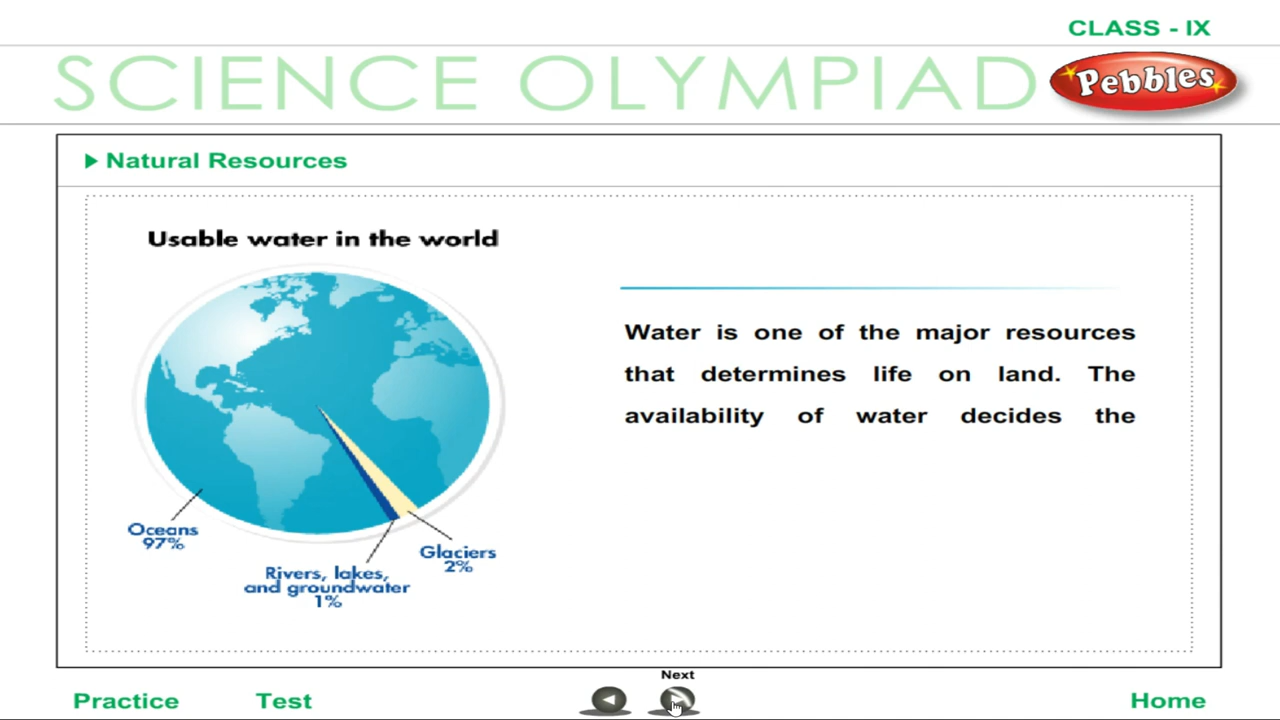 CLASS - IX
SCIENCE OLYMPIAD
Pebbles
Natural Resources
Usable water in the world
Water is one of the major resources
that determines life on land. The
availability of water decides the
Oceans
97%
Glaciers
2%
Rivers, lakes,
and groundwater
1%
Next
Practice
Test
Home